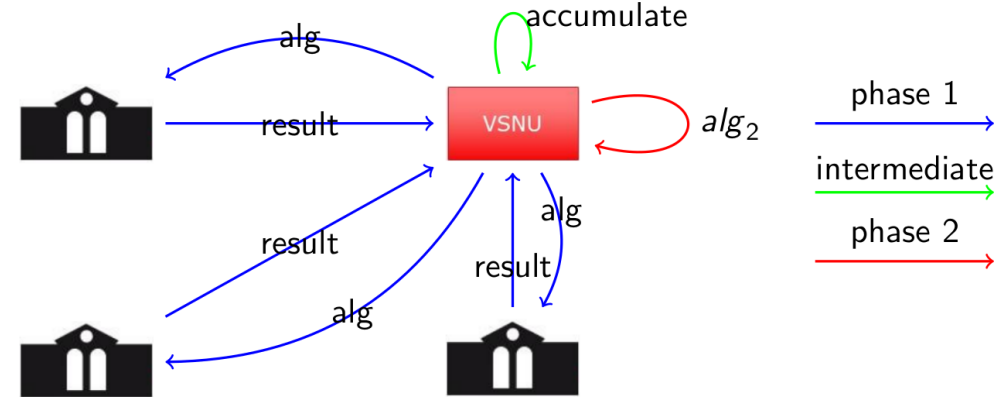 accumulate
alg
phase 1
result
VSNU
alg₂
intermediate
alg
phase 2
result
result
alg